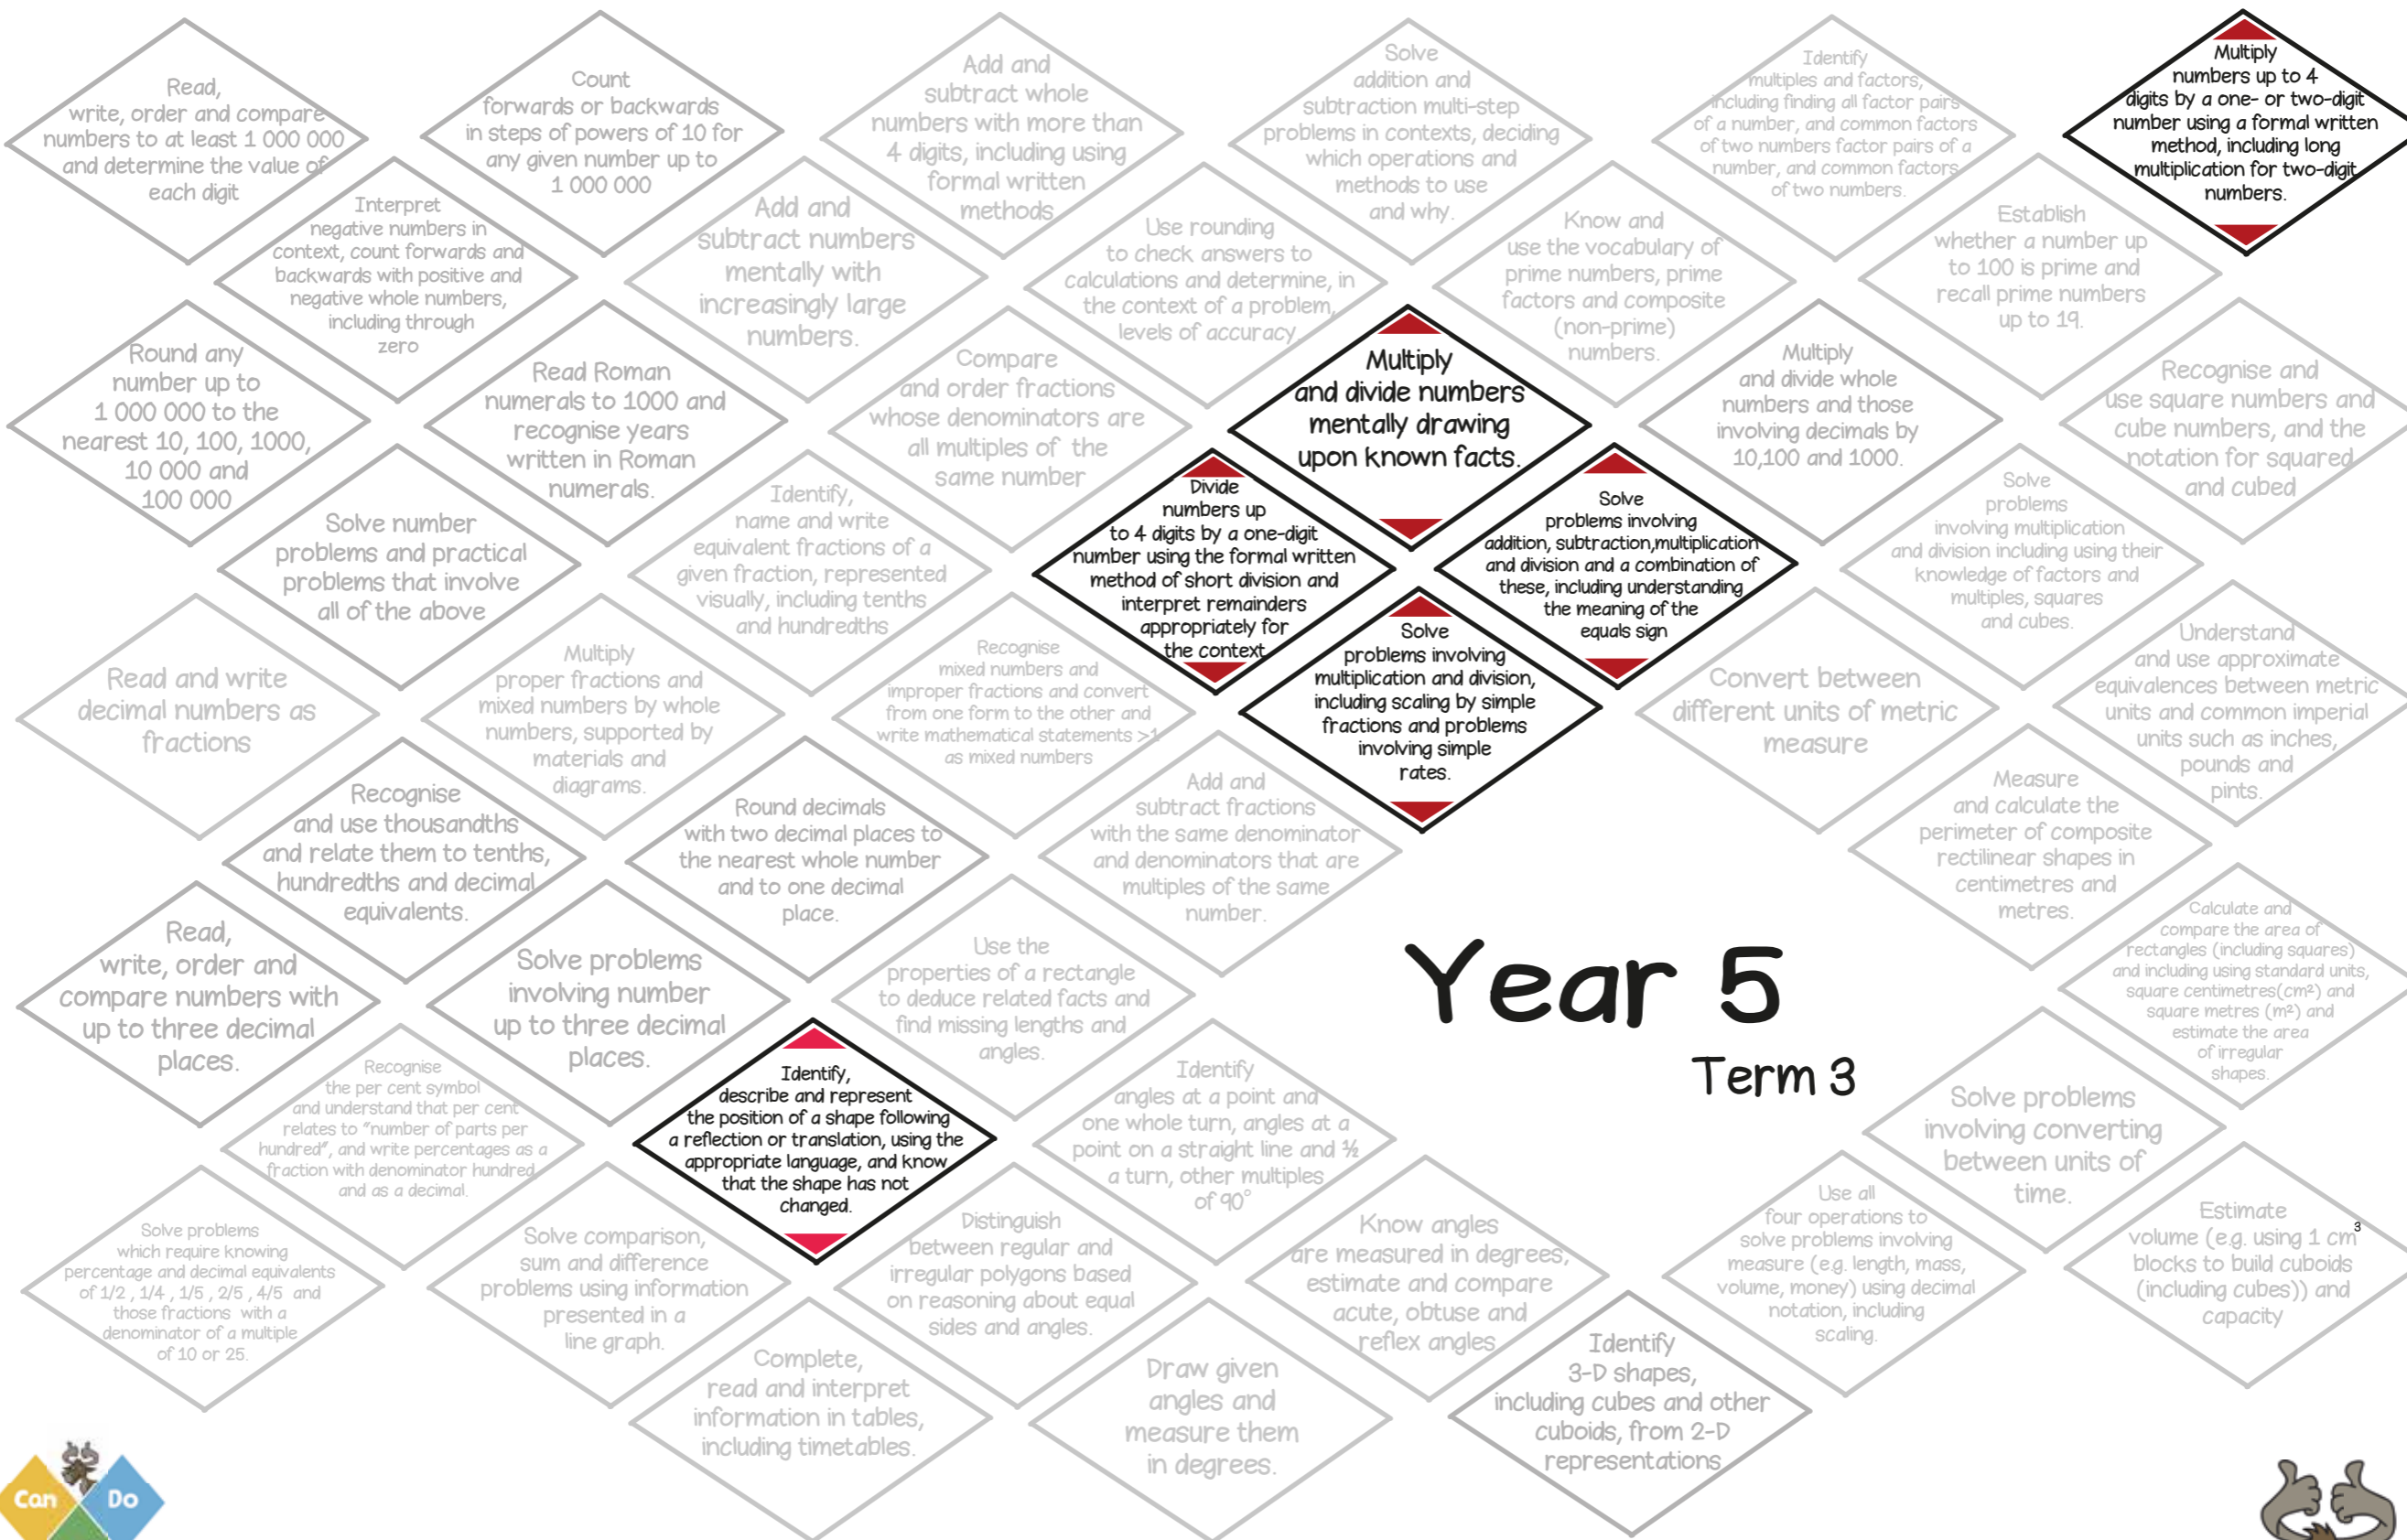 Read,
write, order and compare
numbers to at least 1 000 000
and determine the value of
each digit
Count
forwards or backwards
in steps of powers of 10 for
any given number up to
1 000 000
Add and
subtract whole
numbers with more than
4 digits, including using
formal written
methods
Solve
addition and
subtraction multi-step
problems in contexts, deciding
which operations and
methods to use
and why.
Identify
multiples and factors,
including finding all factor pairs
of a number, and common factors
of two numbers factor pairs of a
number, and common factors
of two numbers.
Multiply
numbers up to 4
digits by a one- or two-digit
number using a formal written
method, including long
multiplication for two-digit
numbers.
Interpret
negative numbers in
context, count forwards and
backwards with positive and
negative whole numbers,
including through
zero
Add and
subtract numbers
mentally with
increasingly large
numbers.
Use rounding
to check answers to
calculations and determine, in
the context of a problem,
levels of accuracy
Know and
use the vocabulary of
prime numbers, prime
factors and composite
(non-prime)
numbers.
Establish
whether a number up
to 100 is prime and
recall prime numbers
up to 19.
Round any
number up to
1 000 000 to the
nearest 10, 100, 1000,
10 000 and
100 000
Read Roman
numerals to 1000 and
recognise years
written in Roman
numerals.
Compare
and order fractions
whose denominators are
all multiples of the
same number
Multiply
and divide numbers
mentally drawing
upon known facts.
Multiply
and divide whole
numbers and those
involving decimals by
10,100 and 1000.
Recognise and
use square numbers and
cube numbers, and the
notation for squared
and cubed
Solve number
problems and practical
problems that involve
all of the above
Identify,
name and write
equivalent fractions of a
given fraction, represented
visually, including tenths
and hundredths
Divide
numbers up
to 4 digits by a one-digit
number using the formal written
method of short division and
interpret remainders
appropriately for
the context
Solve
problems involving
addition, subtraction,multiplication
and division and a combination of
these, including understanding
the meaning of the
equals sign
Solve
problems
involving multiplication
and division including using their
knowledge of factors and
multiples, squares
and cubes.
Read and write
decimal numbers as
fractions
Multiply
proper fractions and
mixed numbers by whole
numbers, supported by
materials and
diagrams.
Recognise
mixed numbers and
improper fractions and convert
from one form to the other and
write mathematical statements >1
as mixed numbers
Solve
problems involving
multiplication and division,
including scaling by simple
fractions and problems
involving simple
rates.
Convert between
different units of metric
measure
Understand
and use approximate
equivalences between metric
units and common imperial
units such as inches,
pounds and
pints.
Recognise
and use thousandths
and relate them to tenths,
hundredths and decimal
equivalents.
Round decimals
with two decimal places to
the nearest whole number
and to one decimal
place.
Add and
subtract fractions
with the same denominator
and denominators that are
multiples of the same
number.
Measure
and calculate the
perimeter of composite
rectilinear shapes in
centimetres and
metres.
Read,
write, order and
compare numbers with
up to three decimal
places.
Solve problems
involving number
up to three decimal
places.
Use the
properties of a rectangle
to deduce related facts and
find missing lengths and
angles.
Year 5
Term 3
Calculate and
compare the area of
rectangles (including squares)
and including using standard units,
square centimetres(cm²) and
square metres (m²) and
estimate the area
of irregular
shapes.
Recognise
the per cent symbol
and understand that per cent
relates to "number of parts per
hundred", and write percentages as a
fraction with denominator hundred
and as a decimal.
Identify,
describe and represent
the position of a shape following
a reflection or translation, using the
appropriate language, and know
that the shape has not
changed.
Identify
angles at a point and
one whole turn, angles at a
point on a straight line and ½
a turn, other multiples
of 90°
Solve problems
involving converting
between units of
time.
Solve problems
which require knowing
percentage and decimal equivalents
of 1/2 , 1/4 , 1/5 , 2/5 , 4/5 and
those fractions with a
denominator of a multiple
of 10 or 25.
Solve comparison,
sum and difference
problems using information
presented in a
line graph.
Distinguish
between regular and
irregular polygons based
on reasoning about equal
sides and angles.
Know angles
are measured in degrees,
estimate and compare
acute, obtuse and
reflex angles
Use all
four operations to
solve problems involving
measure (e.g. length, mass,
volume, money) using decimal
notation, including
scaling.
Estimate
volume (e.g. using 1 cm³
blocks to build cuboids
(including cubes)) and
capacity
Complete,
read and interpret
information in tables,
including timetables.
Draw given
angles and
measure them
in degrees.
Identify
3-D shapes,
including cubes and other
cuboids, from 2-D
representations
Can Do